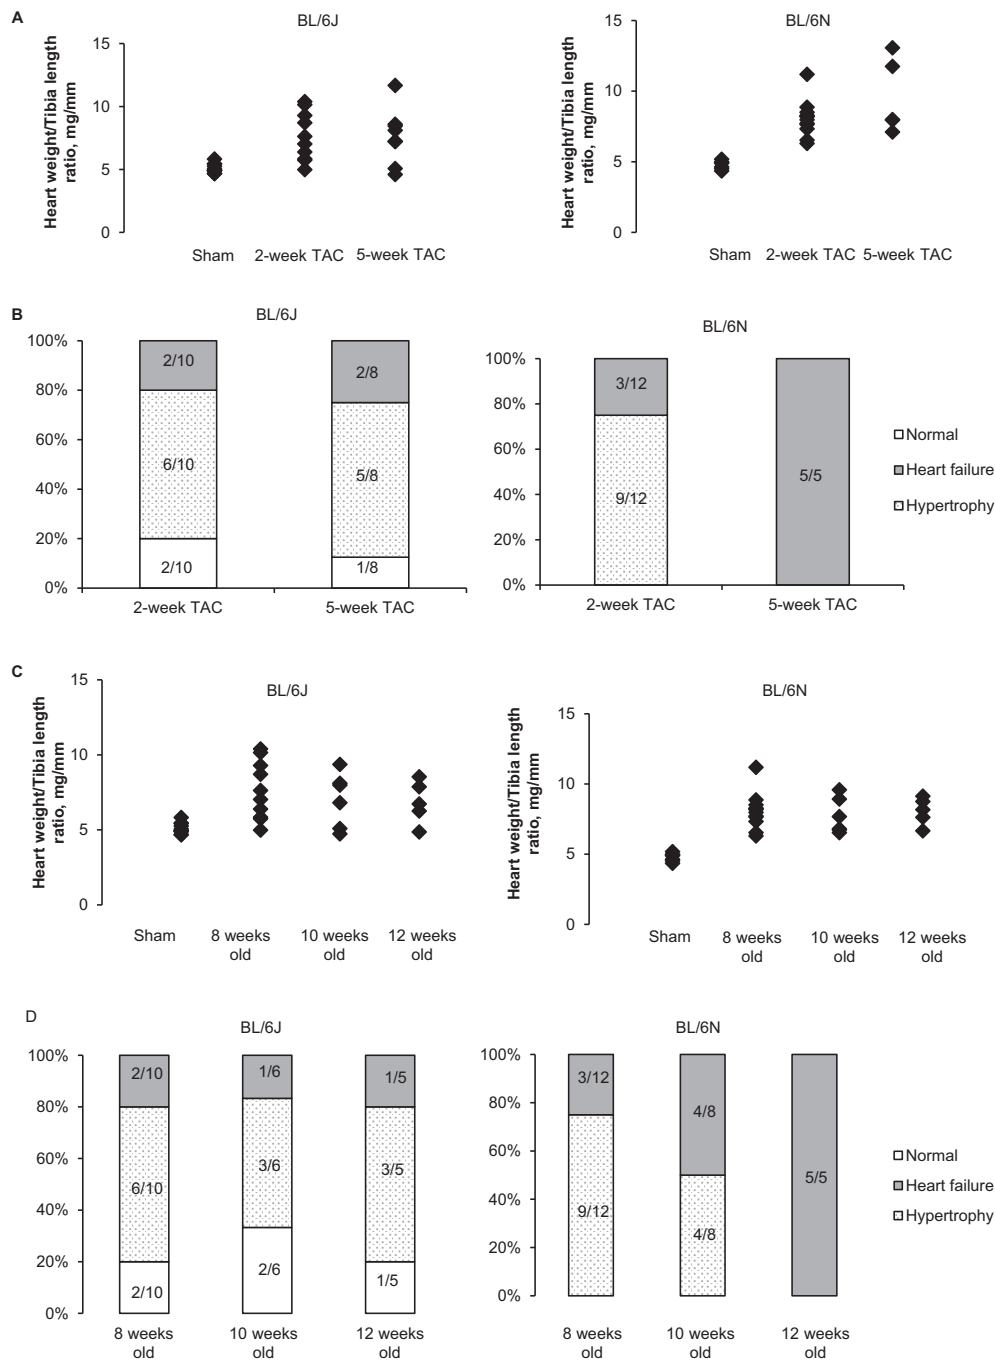 A
BL/6J
Heart weight/Tibia length
ratio, mg/mm
15
10
5
0
Sham
2-week TAC
5-week TAC
BL/6N
Heart weight/Tibia length
ratio, mg/mm
15
10
5
0
Sham
2-week TAC
5-week TAC
B
BL/6J
100%
80%
60%
40%
20%
0%
2/10
6/10
2/10
2/8
5/8
1/8
2-week TAC
5-week TAC
BL/6N
100%
80%
60%
40%
20%
0%
3/12
9/12
5/5
2-week TAC
5-week TAC
Normal
Heart failure
Hypertrophy
C
BL/6J
Heart weight/Tibia length
ratio, mg/mm
15
10
5
0
Sham
8 weeks
old
10 weeks
old
12 weeks
old
BL/6N
Heart weight/Tibia length
ratio, mg/mm
15
10
5
0
Sham
8 weeks
old
10 weeks
old
12 weeks
old
D
BL/6J
100%
80%
60%
40%
20%
0%
2/10
6/10
2/10
1/6
3/6
2/6
1/5
3/5
1/5
8 weeks
old
10 weeks
old
12 weeks
old
BL/6N
100%
80%
60%
40%
20%
0%
3/12
9/12
4/8
4/8
5/5
8 weeks
old
10 weeks
old
12 weeks
old
Normal
Heart failure
Hypertrophy